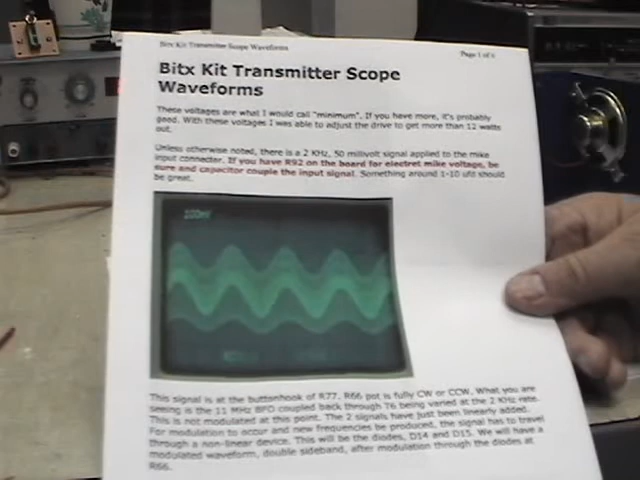 Bitx Kit Transmitter Scope Waveforms
Page 1 of 6
Bitx Kit Transmitter Scope
Waveforms
These voltages are what I would call "minimum". If you have more, it's probably
good. With these voltages I was able to adjust the drive to get more than 12 watts
out.
Unless otherwise noted, there is a 2 KHz, 50 millivolt signal applied to the mike
input connector. If you have R92 on the board for electret mike voltage, be
sure and capacitor couple the input signal. Something around 1-10 ufd should
be great.
100mV
This signal is at the buttonhook of R77. R66 pot is fully CW or CCW. What you are
seeing is the 11 MHz BFO coupled back through T6 being varied at the 2 KHz rate.
This is not modulated at this point. The 2 signals have just been linearly added.
For modulation to occur and new frequencies be produced, the signal has to travel
through a non-linear device. This will be the diodes, D14 and D15. We will have a
modulated waveform, double sideband, after modulation through the diodes at
R66.